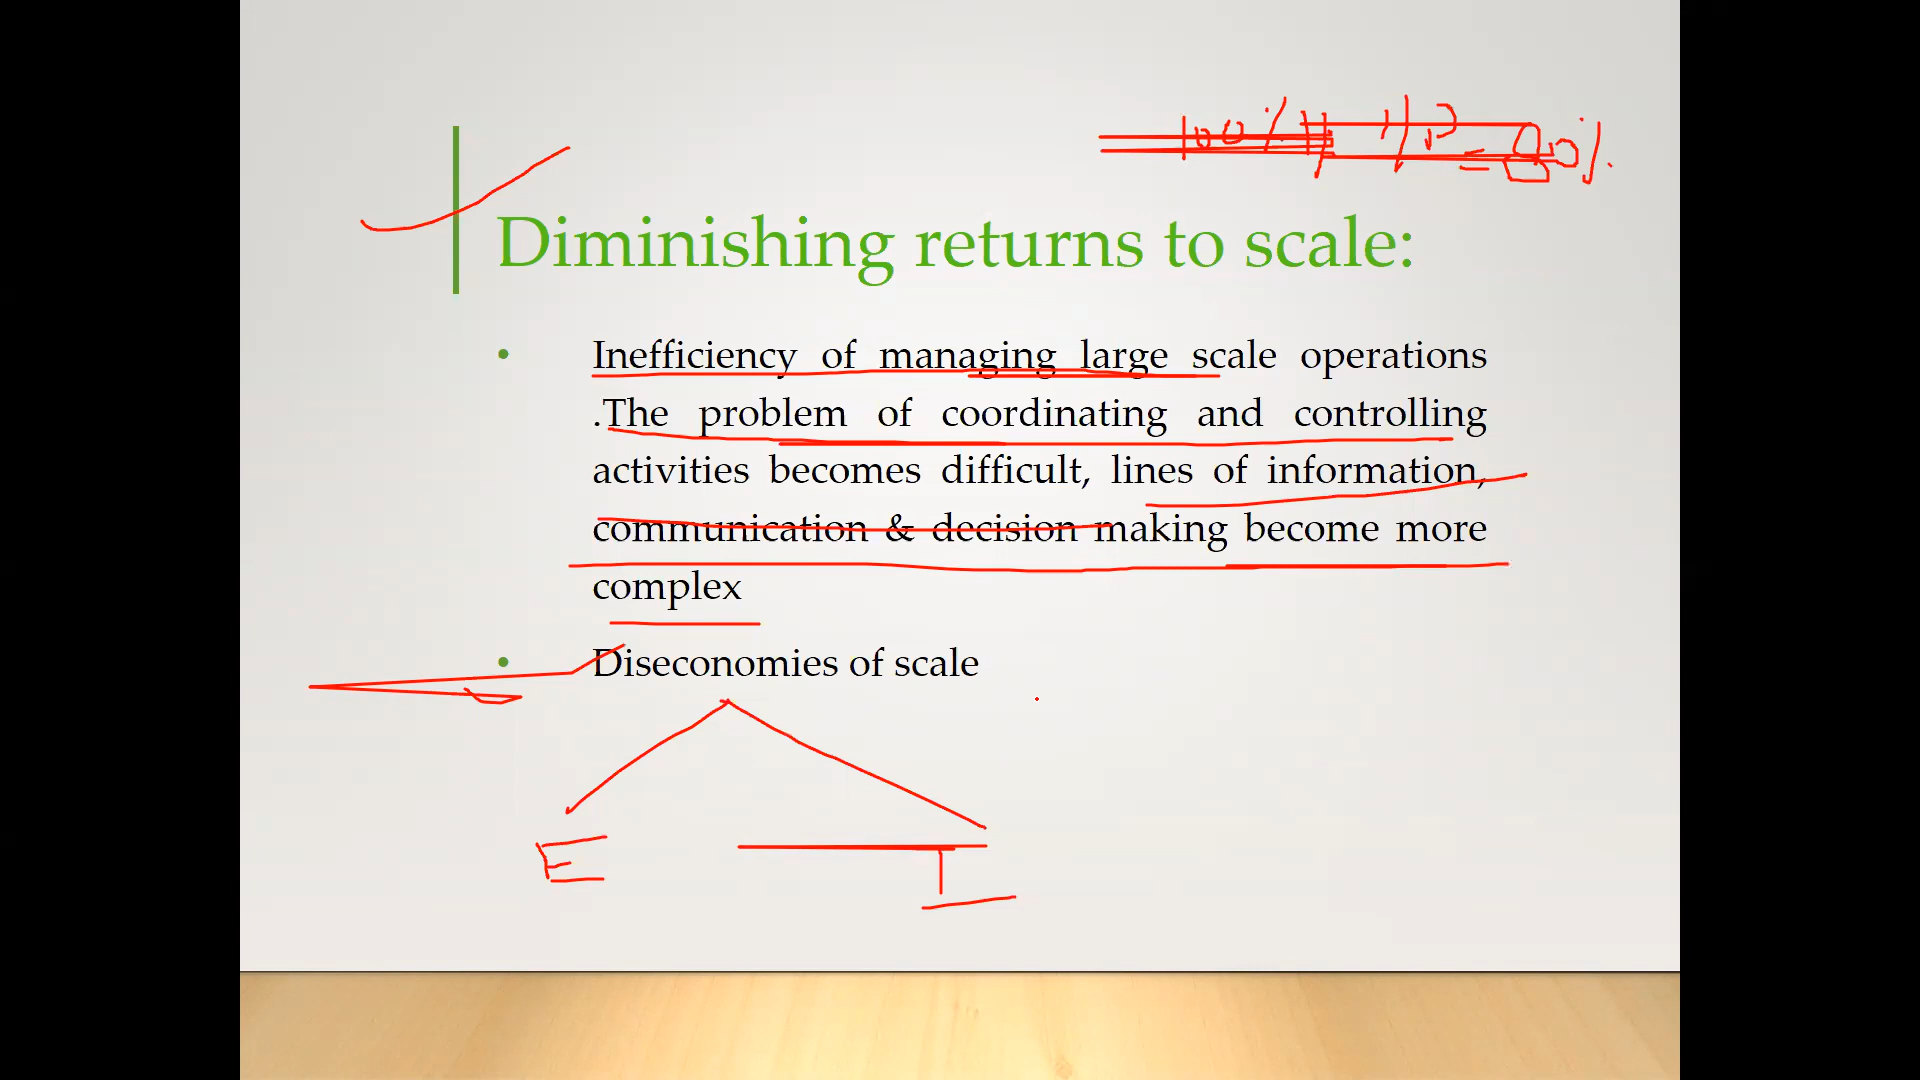 Diminishing returns to scale:
• Inefficiency of managing large scale operations
.The problem of coordinating and controlling
activities becomes difficult, lines of information,
communication & decision making become more
complex
• Diseconomies of scale
E I